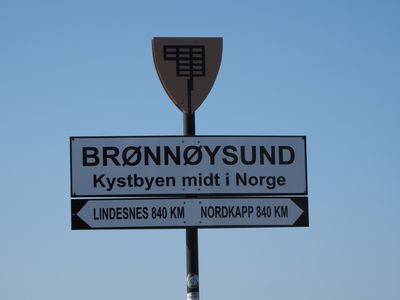 BRØNNØYSUND
Kystbyen midt i Norge
LINDESNES 840 KM NORDKAPP 840 KM